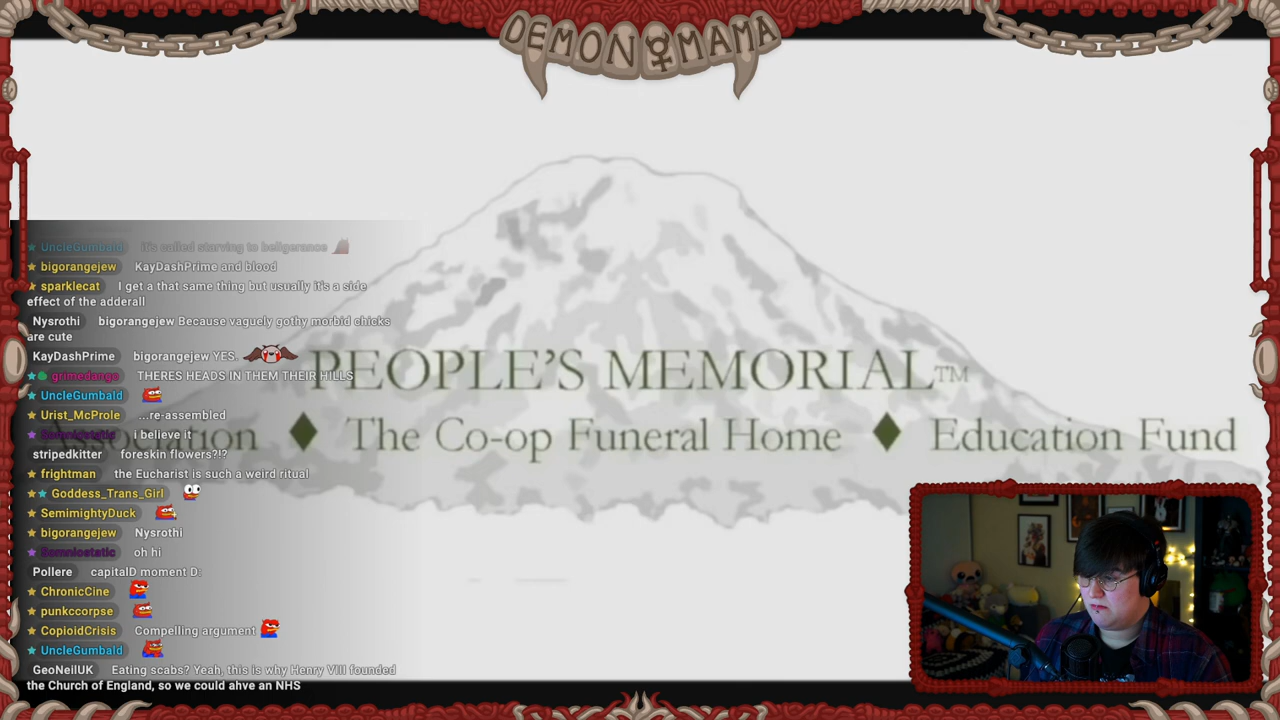 DEMON MAMA
UncleGumbald it's called starving to beligerance
bigorangejew KayDashPrime and blood
sparklecat I get a that same thing but usually it's a side
effect of the adderall
Nysrothi bigorangejew Because vaguely gothy morbid chicks
are cute
KayDashPrime bigorangejew YES
grimedango THERES HEADS IN THEM THEIR HILLS
UncleGumbald
Urist_McProle ...re-assembled
Somniostatic i believe it
stripedkitter foreskin flowers?!?
frightman the Eucharist is such a weird ritual
Goddess_Trans_Girl
SemimightyDuck
bigorangejew Nysrothi
Somniostatic oh hi
Pollere capitalD moment D:
ChronicCine
punkccorpse
CopioidCrisis Compelling argument
UncleGumbald
GeoNeilUK Eating scabs? Yeah, this is why Henry VIII founded
the Church of England, so we could ahve an NHS
PEOPLE'S MEMORIAL™
The Co-op Funeral Home ♦ Education Fund